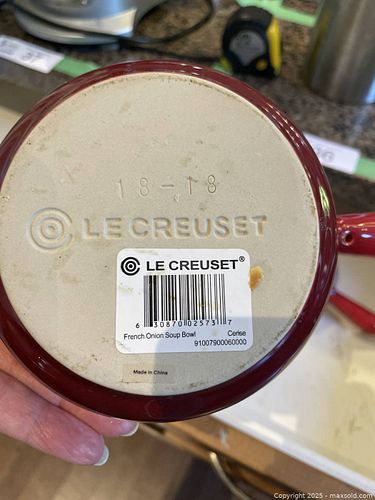 18-18
LE CREUSET
LE CREUSET®
6 30870 02573 7
French Onion Soup Bowl Cerise
91007900060000
Made in China
Copyright 2025 - maxsold.com